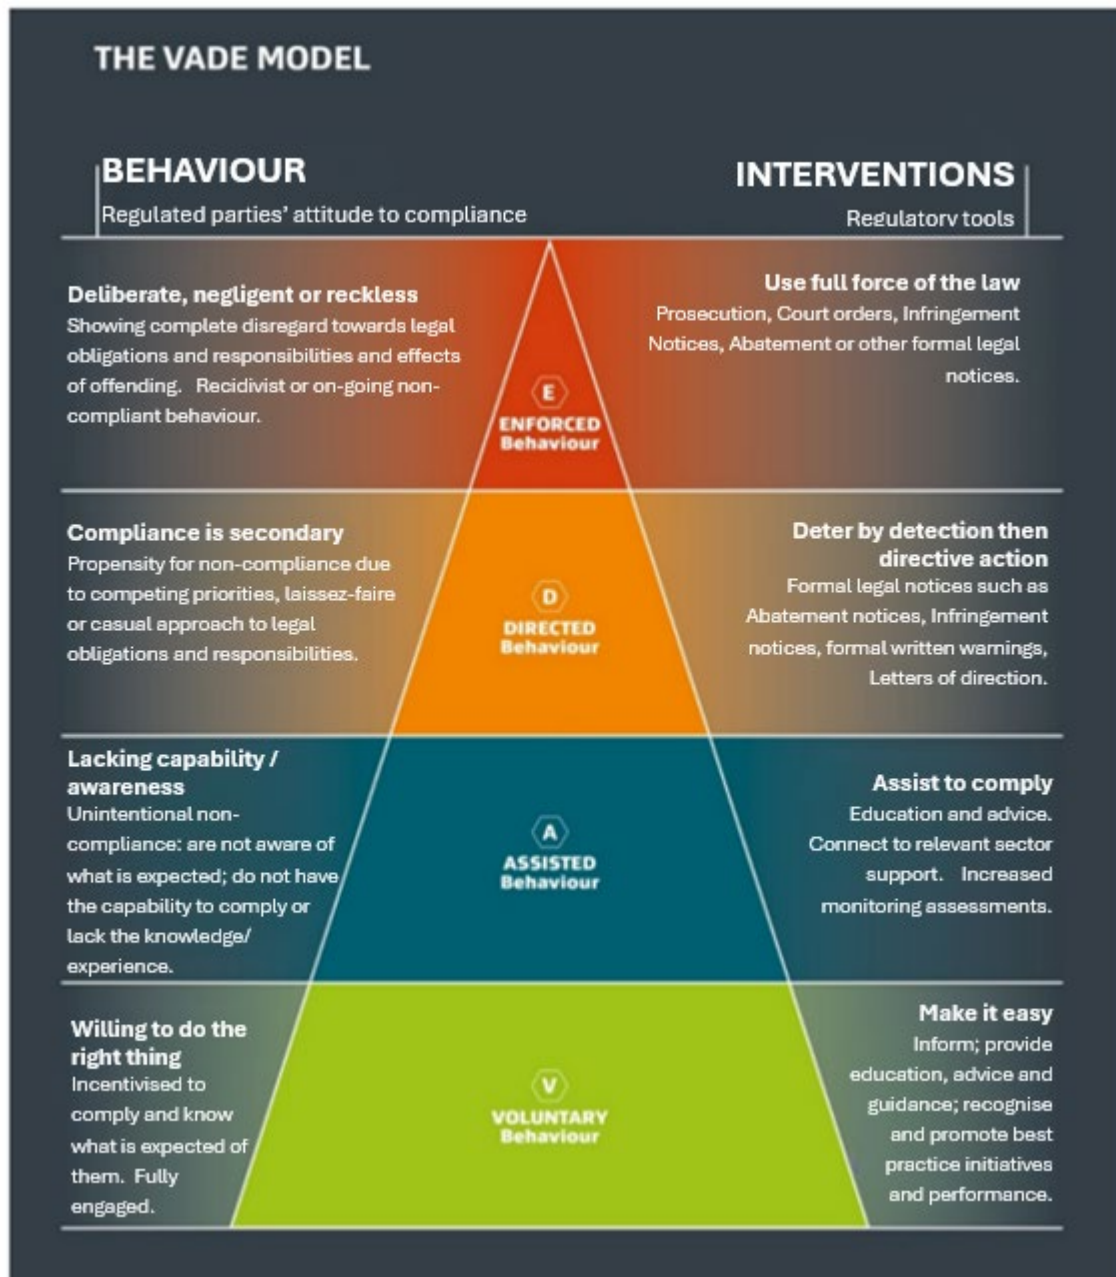 THE VADE MODEL
BEHAVIOUR
Regulated parties' attitude to compliance
INTERVENTIONS
Regulatory tools
Deliberate, negligent or reckless
Showing complete disregard towards legal
obligations and responsibilities and effects
of offending. Recidivist or on-going non-
compliant behaviour.
E
ENFORCED
Behaviour
Use full force of the law
Prosecution, Court orders, Infringement
Notices, Abatement or other formal legal
notices.
Compliance is secondary
Propensity for non-compliance due
to competing priorities, laissez-faire
or casual approach to legal
obligations and responsibilities.
D
DIRECTED
Behaviour
Deter by detection then
directive action
Formal legal notices such as
Abatement notices, Infringement
notices, formal written warnings,
Letters of direction.
Lacking capability /
awareness
Unintentional non-
compliance: are not aware of
what is expected; do not have
the capability to comply or
lack the knowledge/
experience.
A
ASSISTED
Behaviour
Assist to comply
Education and advice.
Connect to relevant sector
support. Increased
monitoring assessments.
Willing to do the
right thing
Incentivised to
comply and know
what is expected of
them. Fully
engaged.
V
VOLUNTARY
Behaviour
Make it easy
Inform; provide
education, advice and
guidance; recognise
and promote best
practice initiatives
and performance.